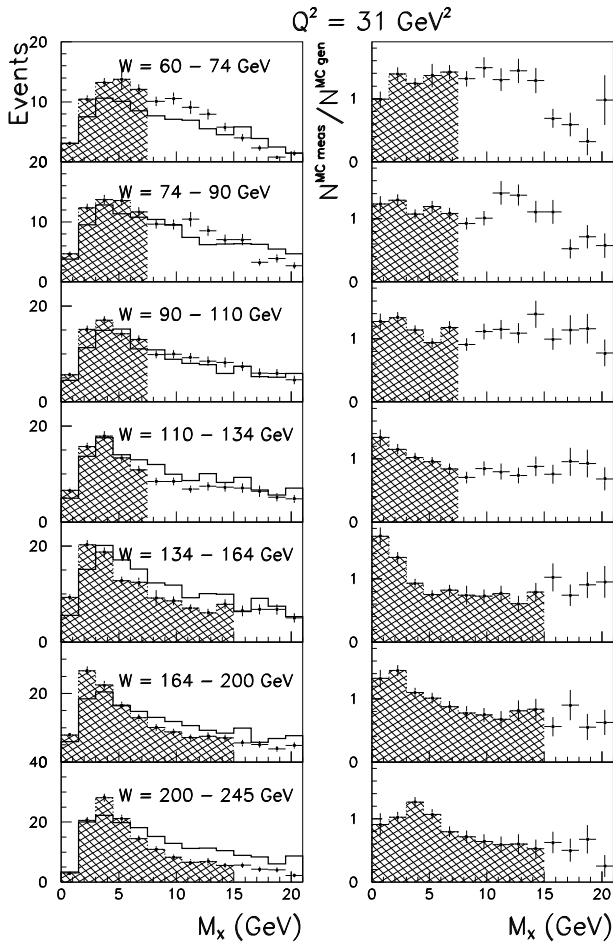 Q² = 31 GeV²
Events
N^MC meas / N^MC gen
20
W = 60 – 74 GeV
10
1
20
0
W = 74 – 90 GeV
10
1
0
0
W = 90 – 110 GeV
20
1
0
0
W = 110 – 134 GeV
20
1
0
0
W = 134 – 164 GeV
20
1
0
0
W = 164 – 200 GeV
20
1
40
0
W = 200 – 245 GeV
20
1
0
0
0 5 10 15 20
0 5 10 15 20
Mₓ (GeV)
Mₓ (GeV)